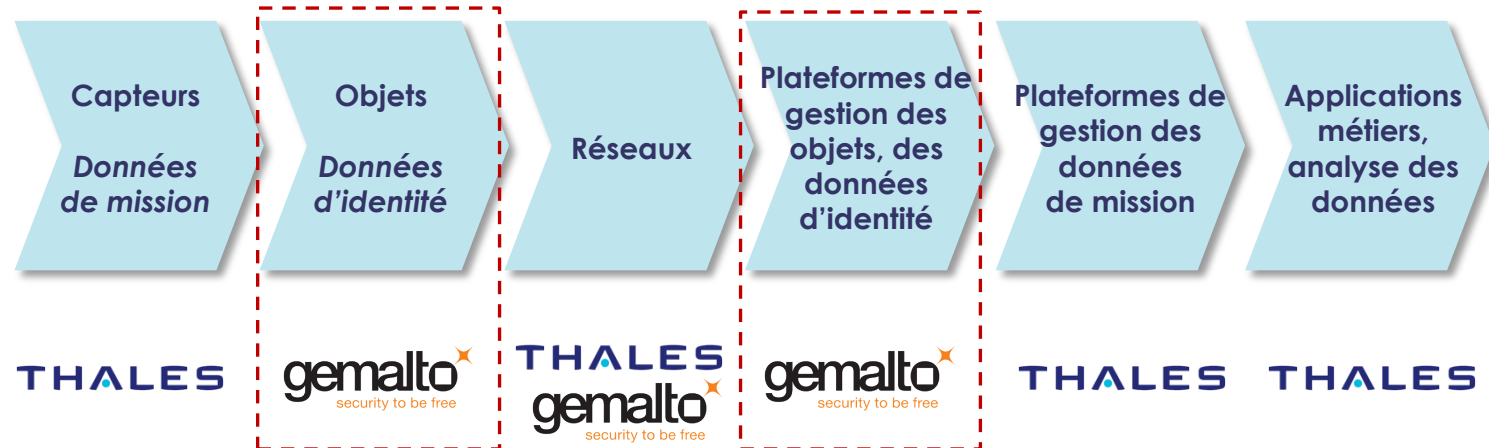 Capteurs
Données
de mission
Objets
Données
d'identité
Réseaux
Plateformes de
gestion des
objets, des
données
d'identité
Plateformes de
gestion des
données
de mission
Applications
métiers,
analyse des
données
THALES
gemalto
security to be free
THALES
gemalto
security to be free
gemalto
security to be free
THALES
THALES